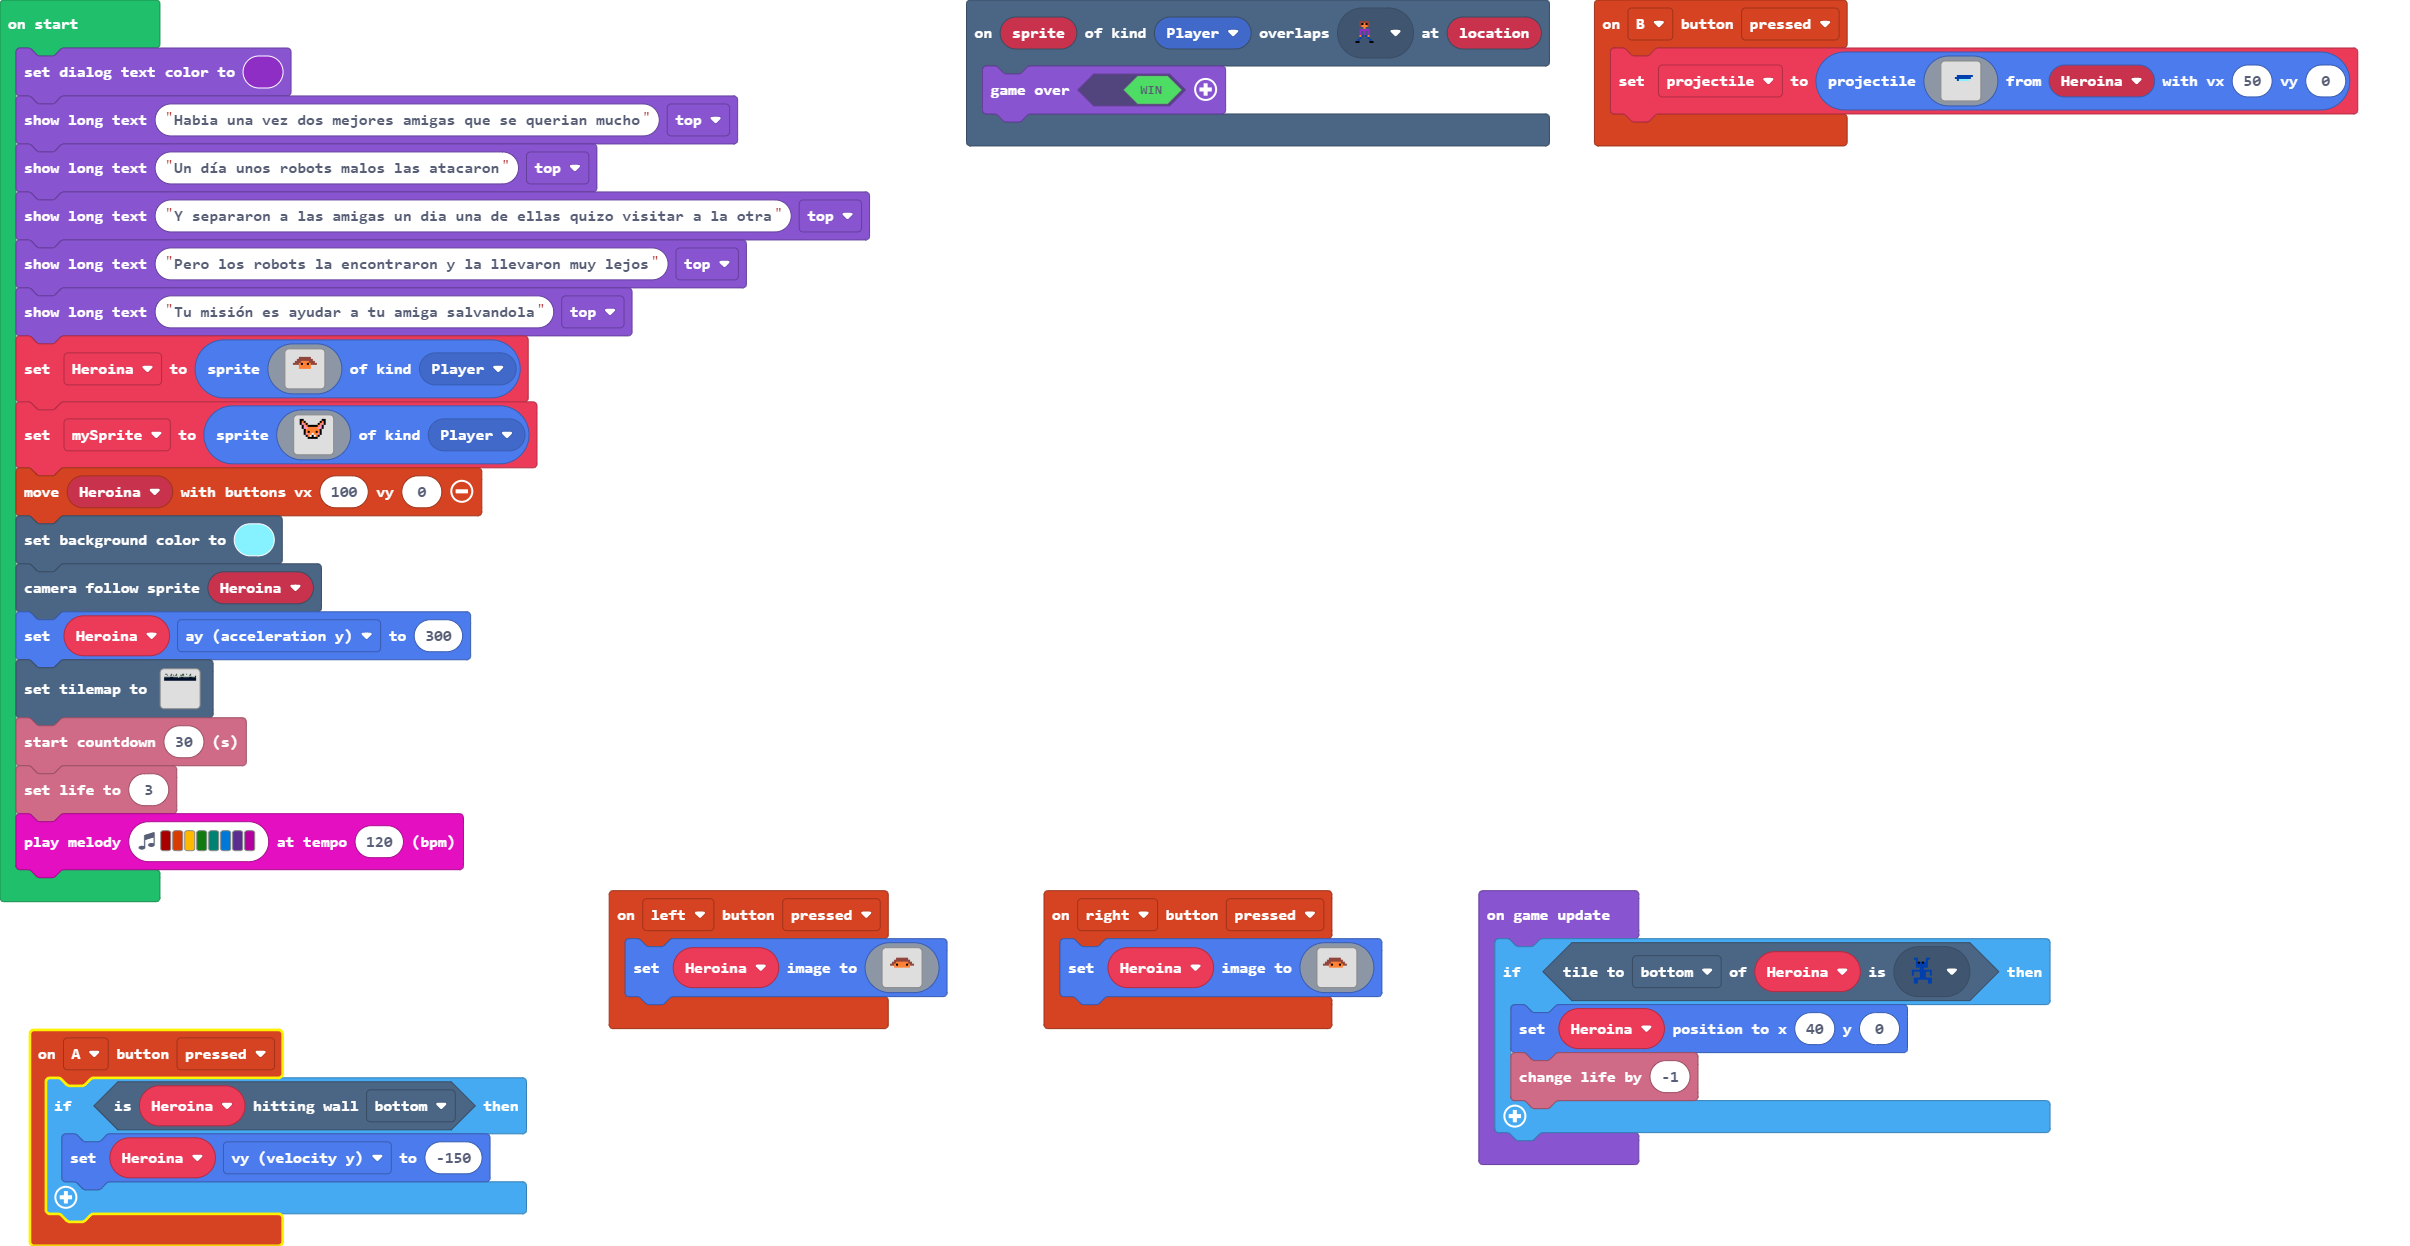 on start
set dialog text color to
show long text "Habia una vez dos mejores amigas que se querian mucho" top
show long text "Un día unos robots malos las atacaron" top
show long text "Y separaron a las amigas un dia una de ellas quizo visitar a la otra" top
show long text "Pero los robots la encontraron y la llevaron muy lejos" top
show long text "Tu misión es ayudar a tu amiga salvandola" top
set Heroina to sprite of kind Player
set mySprite to sprite of kind Player
move Heroina with buttons vx 100 vy 0
set background color to
camera follow sprite Heroina
set Heroina ay (acceleration y) to 300
set tilemap to
start countdown 30 (s)
set life to 3
play melody at tempo 120 (bpm)
on sprite of kind Player overlaps at location
game over WIN
on B button pressed
set projectile to projectile from Heroina with vx 50 vy 0
on left button pressed
set Heroina image to
on right button pressed
set Heroina image to
on game update
if tile to bottom of Heroina is then
set Heroina position to x 40 y 0
change life by -1
on A button pressed
if is Heroina hitting wall bottom then
set Heroina vy (velocity y) to -150